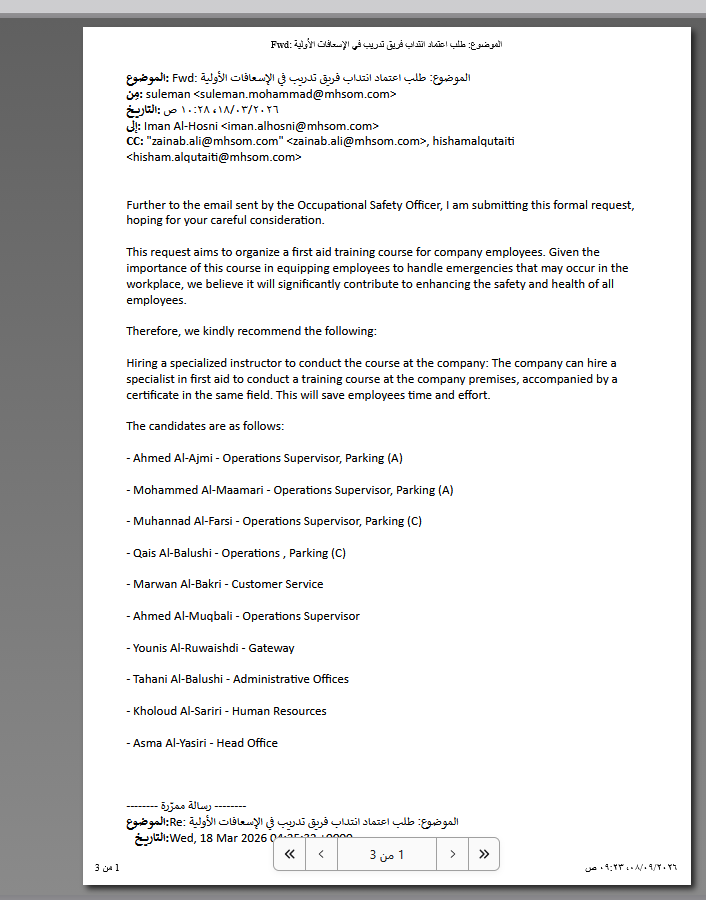 الموضوع: طلب اعتماد انتداب فريق تدريب في الإسعافات الأولية :Fwd
الموضوع: Fwd: الموضوع: طلب اعتماد انتداب فريق تدريب في الإسعافات الأولية
مِن: suleman <suleman.mohammad@mhsom.com>
التاريخ: ١٨/٠٣/٢٠٢٦، ١٠:٢٨ ص
إلى: Iman Al-Hosni <iman.alhosni@mhsom.com>
CC: "zainab.ali@mhsom.com" <zainab.ali@mhsom.com>, hishamalqutaiti
<hisham.alqutaiti@mhsom.com>
Further to the email sent by the Occupational Safety Officer, I am submitting this formal request,
hoping for your careful consideration.
This request aims to organize a first aid training course for company employees. Given the
importance of this course in equipping employees to handle emergencies that may occur in the
workplace, we believe it will significantly contribute to enhancing the safety and health of all
employees.
Therefore, we kindly recommend the following:
Hiring a specialized instructor to conduct the course at the company: The company can hire a
specialist in first aid to conduct a training course at the company premises, accompanied by a
certificate in the same field. This will save employees time and effort.
The candidates are as follows:
- Ahmed Al-Ajmi - Operations Supervisor, Parking (A)
- Mohammed Al-Maamari - Operations Supervisor, Parking (A)
- Muhannad Al-Farsi - Operations Supervisor, Parking (C)
- Qais Al-Balushi - Operations , Parking (C)
- Marwan Al-Bakri - Customer Service
- Ahmed Al-Muqbali - Operations Supervisor
- Younis Al-Ruwaishdi - Gateway
- Tahani Al-Balushi - Administrative Offices
- Kholoud Al-Sariri - Human Resources
- Asma Al-Yasiri - Head Office
-------- رسالة ممرّرة --------
الموضوع:Re: الموضوع: طلب اعتماد انتداب فريق تدريب في الإسعافات الأولية
التاريخ:Wed, 18 Mar 2026
1 من 3
1 من 3
٠٨/٠٩/٢٠٢٦، ٠٩:٢٣ ص